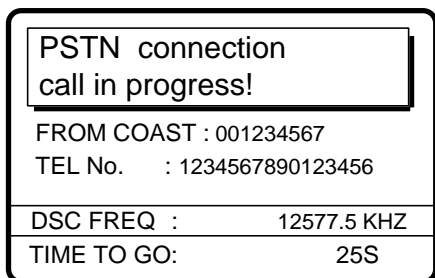 PSTN connection
call in progress!
FROM COAST : 001234567
TEL No. : 1234567890123456
DSC FREQ : 12577.5 KHZ
TIME TO GO: 25S